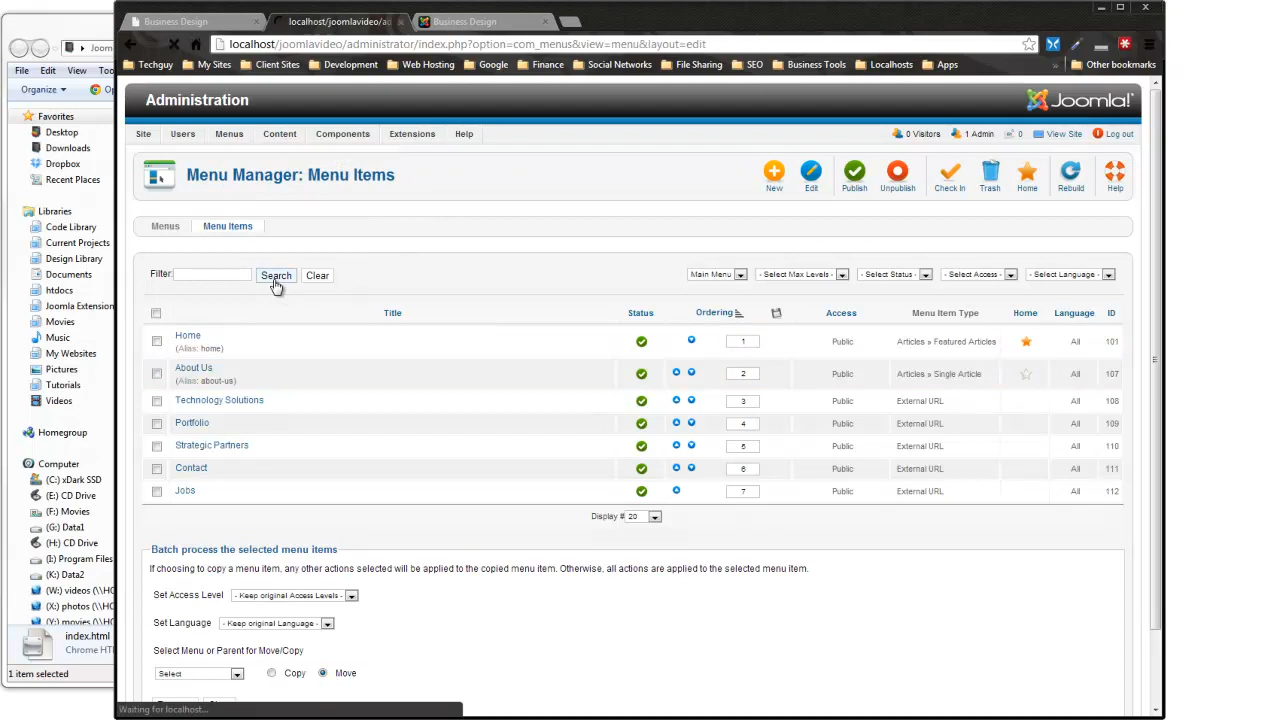 Business Design
localhost/joomlavideo/ad
Business Design
Joom
localhost/joomlavideo/administrator/index.php?option=com_menus&view=menu&layout=edit
File Edit View Too
Techguy My Sites Client Sites Development Web Hosting Google Finance Social Networks File Sharing SEO Business Tools Localhosts Apps » Other bookmarks
Organize
Administration
Joomla!
Favorites
Desktop
Downloads
Dropbox
Recent Places
Libraries
Code Library
Current Projects
Design Library
Documents
htdocs
Joomla Extension
Movies
Music
My Websites
Pictures
Tutorials
Videos
Homegroup
Computer
(C:) xDark SSD
(E:) CD Drive
(F:) Movies
(G:) Data1
(H:) CD Drive
(I:) Program Files
(K:) Data2
(W:) videos (\\HO
(X:) photos (\\HO
(Y:) movies (\\HO
index.html
Chrome HT
1 item selected
Site Users Menus Content Components Extensions Help
0 Visitors 1 Admin 0 View Site Log out
Menu Manager: Menu Items
New Edit Publish Unpublish Check In Trash Home Rebuild Help
Menus Menu Items
Filter: Search Clear
Main Menu - Select Max Levels - - Select Status - - Select Access - - Select Language -
Title Status Ordering Access Menu Item Type Home Language ID
Home 1 Public Articles » Featured Articles All 101
(Alias: home)
About Us 2 Public Articles » Single Article All 107
(Alias: about-us)
Technology Solutions 3 Public External URL All 108
Portfolio 4 Public External URL All 109
Strategic Partners 5 Public External URL All 110
Contact 6 Public External URL All 111
Jobs 7 Public External URL All 112
Display # 20
Batch process the selected menu items
If choosing to copy a menu item, any other actions selected will be applied to the copied menu item. Otherwise, all actions are applied to the selected menu item.
Set Access Level - Keep original Access Levels -
Set Language - Keep original Language -
Select Menu or Parent for Move/Copy
Select Copy Move
Waiting for localhost...